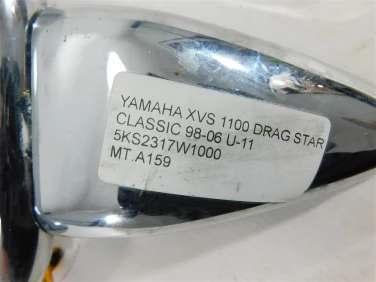 YAMAHA XVS 1100 DRAG STAR
CLASSIC 98-06 U-11
5KS2317W1000
MT.A159